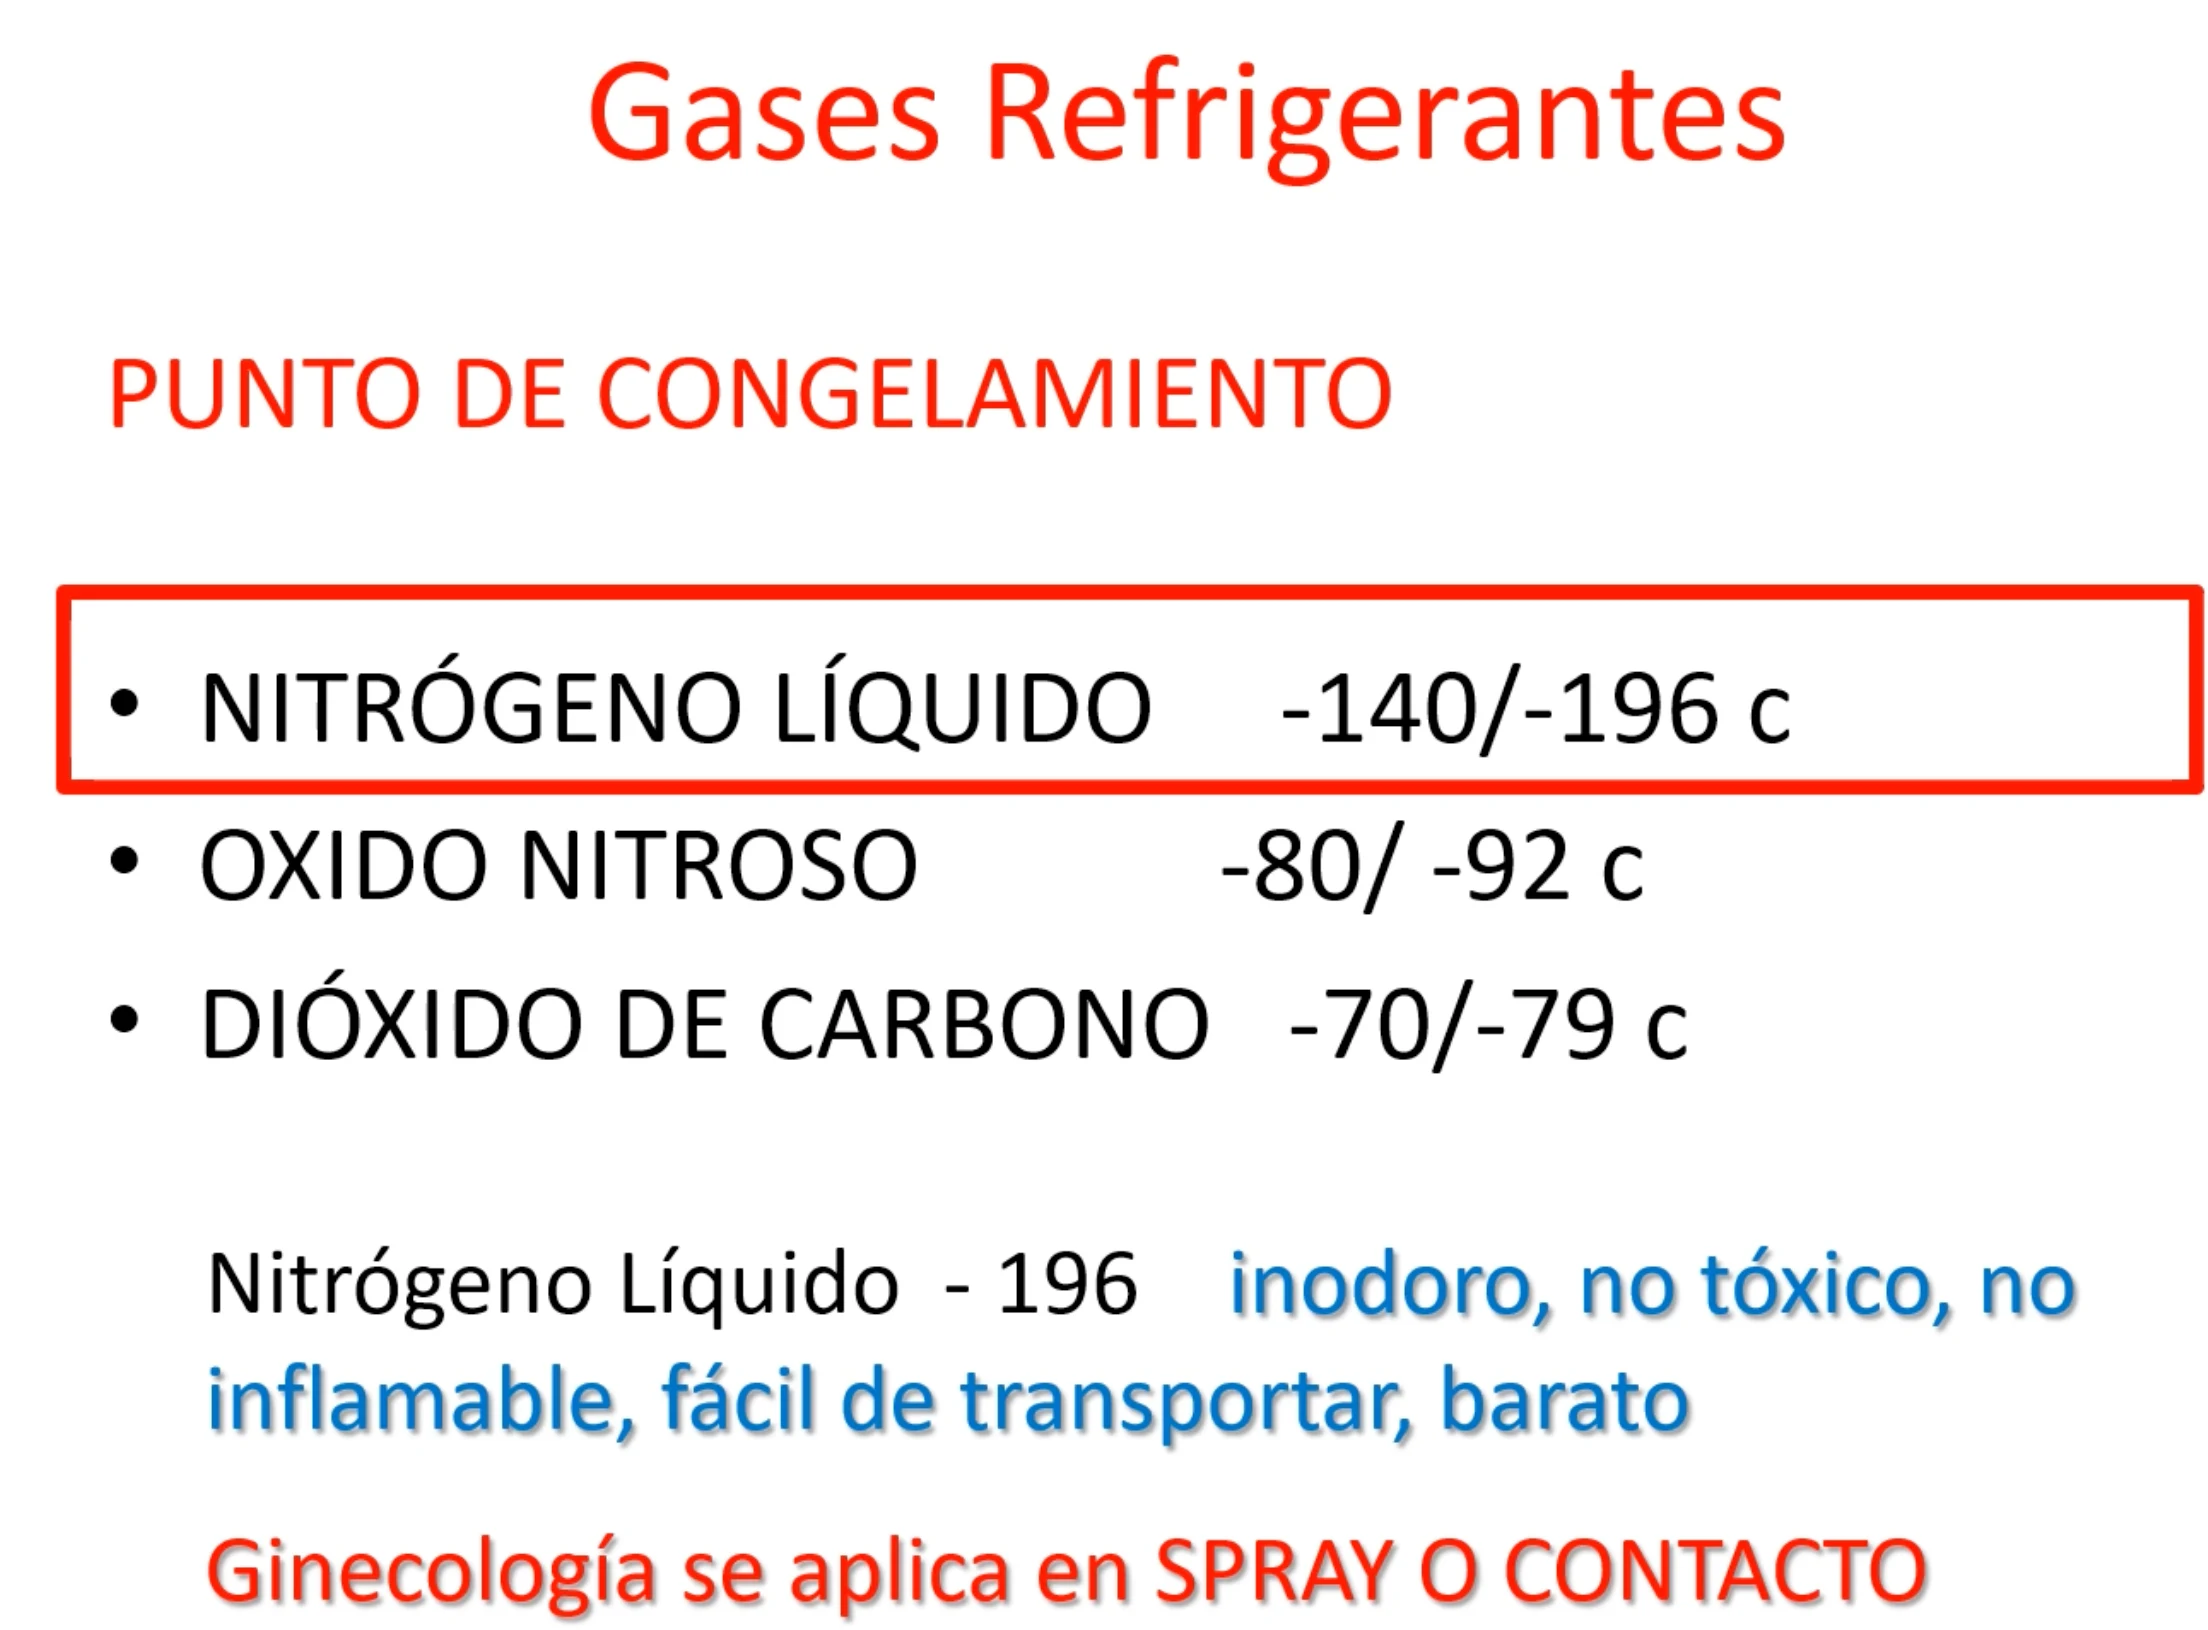 Gases Refrigerantes
PUNTO DE CONGELAMIENTO
• NITRÓGENO LÍQUIDO -140/-196 c
• OXIDO NITROSO -80/ -92 c
• DIÓXIDO DE CARBONO -70/-79 c
Nitrógeno Líquido - 196 inodoro, no tóxico, no
inflamable, fácil de transportar, barato
Ginecología se aplica en SPRAY O CONTACTO